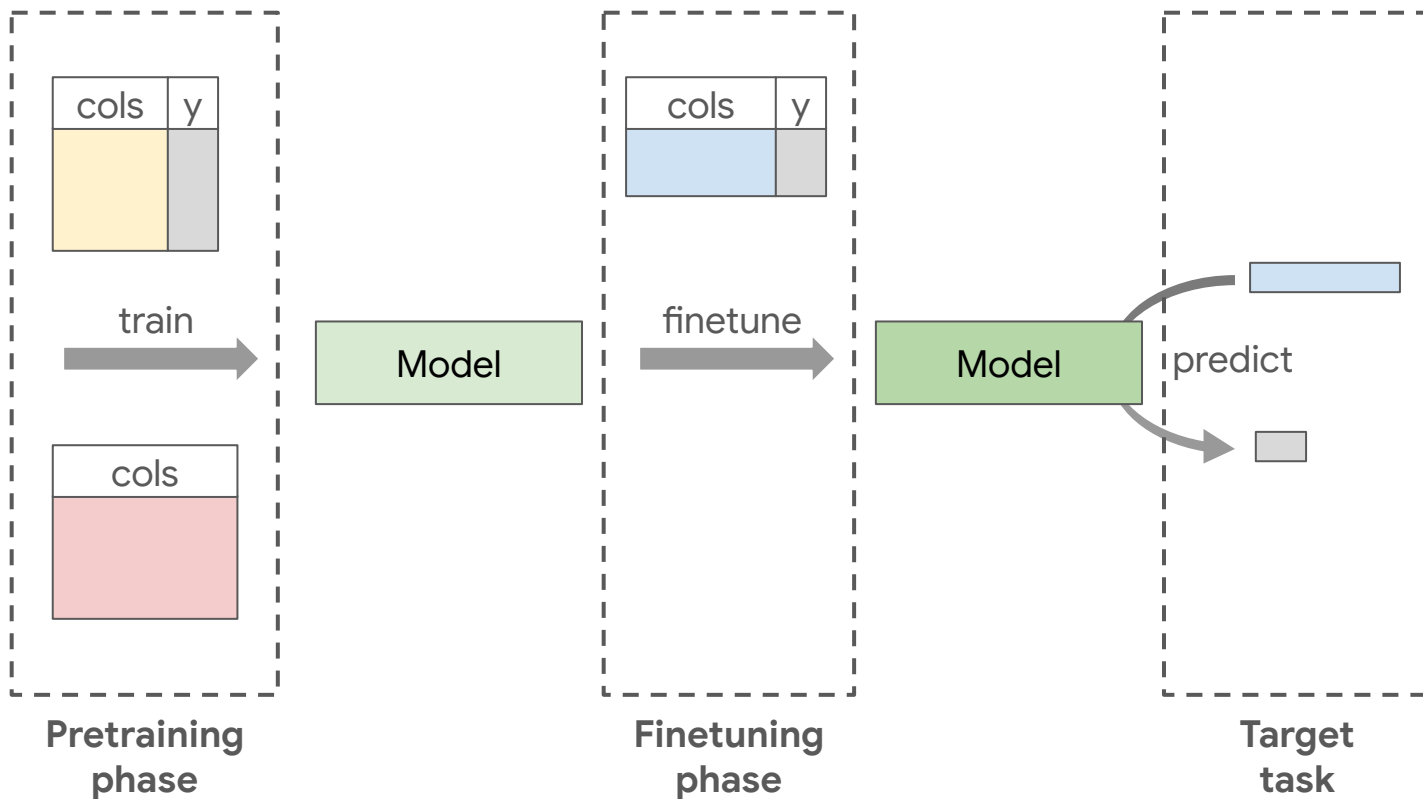 cols y
cols y
train
finetune
Model
Model
predict
cols
Pretraining
phase
Finetuning
phase
Target
task